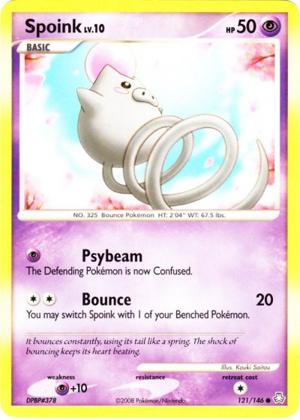 Spoink LV.10 HP 50
BASIC
NO. 325 Bounce Pokémon HT: 2'04" WT: 67.5 lbs.
Psybeam
The Defending Pokémon is now Confused.
Bounce 20
You may switch Spoink with 1 of your Benched Pokémon.
It bounces constantly, using its tail like a spring. The shock of
bouncing keeps its heart beating.
Illus. Kouki Saitou
weakness resistance retreat cost
+10
DPBP#378 ©2008 Pokémon/Nintendo. 121/146